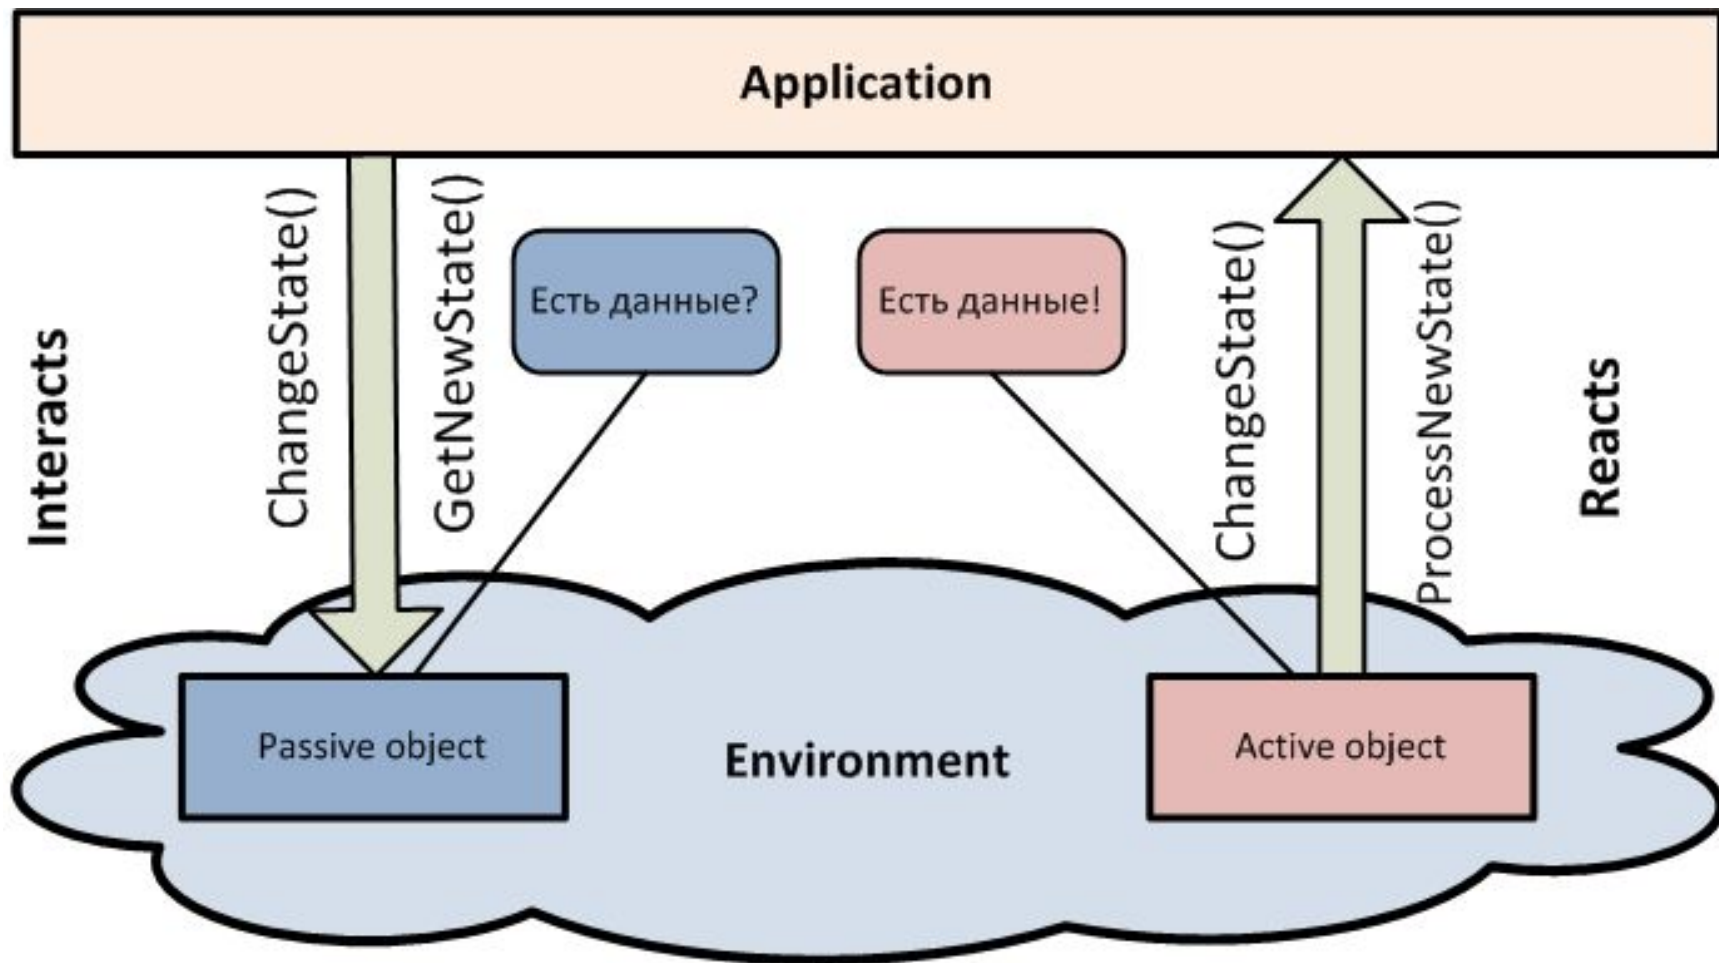 Application
Interacts
ChangeState()
GetNewState()
Есть данные?
Есть данные!
ChangeState()
ProcessNewState()
Reacts
Passive object
Environment
Active object